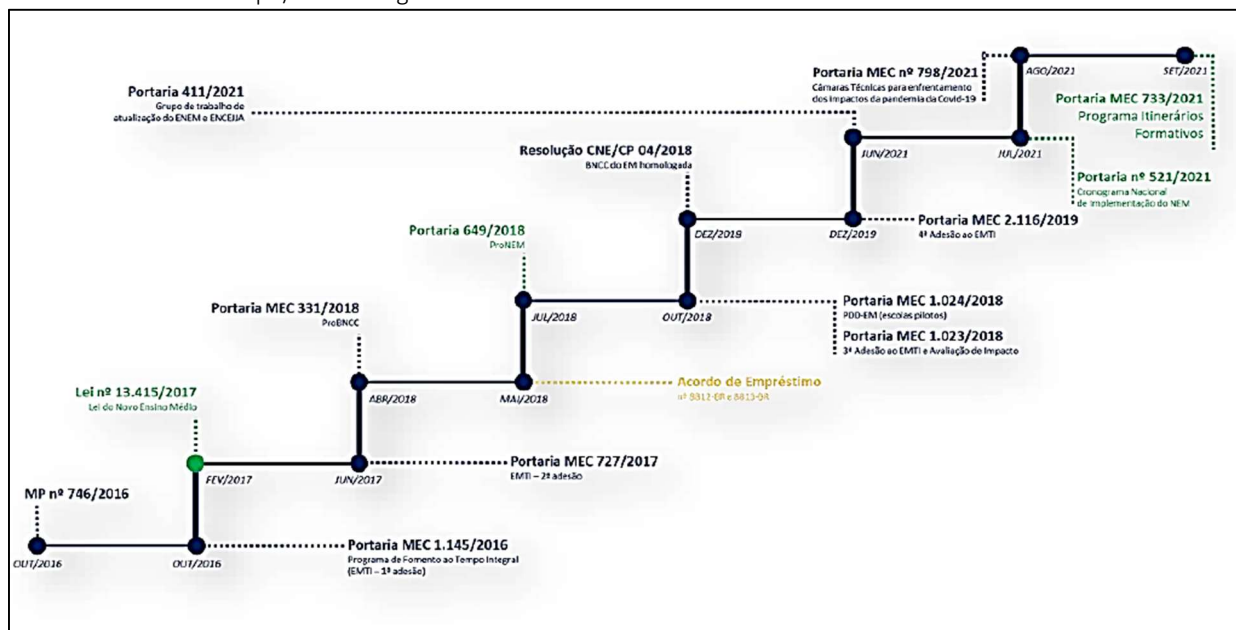 Portaria MEC nº 798/2021
Câmaras Técnicas para enfrentamento
dos impactos da pandemia da Covid-19
AGO/2021
SET/2021
Portaria 411/2021
Grupo de trabalho de
atualização do ENEM e ENCEJJA
Portaria MEC 733/2021
Programa Itinerários
Formativos
Resolução CNE/CP 04/2018
BNCC do EM homologada
JUN/2021
JUL/2021
Portaria nº 521/2021
Cronograma Nacional
de Implementação do NEM
Portaria 649/2018
ProNEM
DEZ/2018
DEZ/2019
Portaria MEC 2.116/2019
4ª Adesão ao EMTI
Portaria MEC 331/2018
ProBNCC
JUL/2018
OUT/2018
Portaria MEC 1.024/2018
PDD-EM (escolas pilotos)
Portaria MEC 1.023/2018
3ª Adesão ao EMTI e Avaliação de Impacto
Lei nº 13.415/2017
Lei do Novo Ensino Médio
ABR/2018
MAI/2018
Acordo de Empréstimo
nº 8812-BR e 8813-BR
FEV/2017
JUN/2017
Portaria MEC 727/2017
EMTI – 2ª adesão
MP nº 746/2016
OUT/2016
OUT/2016
Portaria MEC 1.145/2016
Programa de Fomento ao Tempo Integral
(EMTI – 1ª adesão)